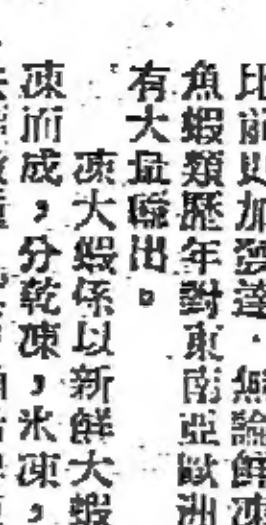 比前更加發達。無論鮮凍
魚蝦類歷年對東南亞歐洲
有大量輸出。
凍大蝦係以新鮮大蝦
凍而成,分乾凍,冰凍,